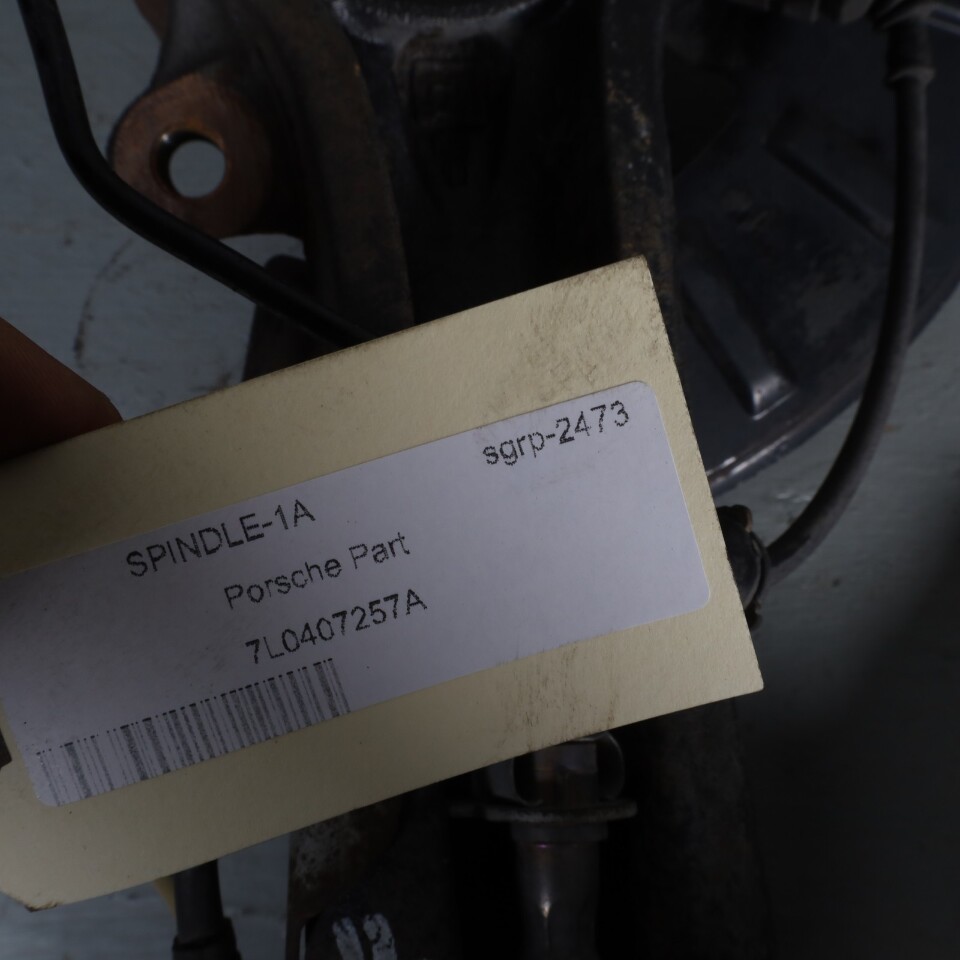 sgrp-2473
SPINDLE-1A
Porsche Part
7L0407257A